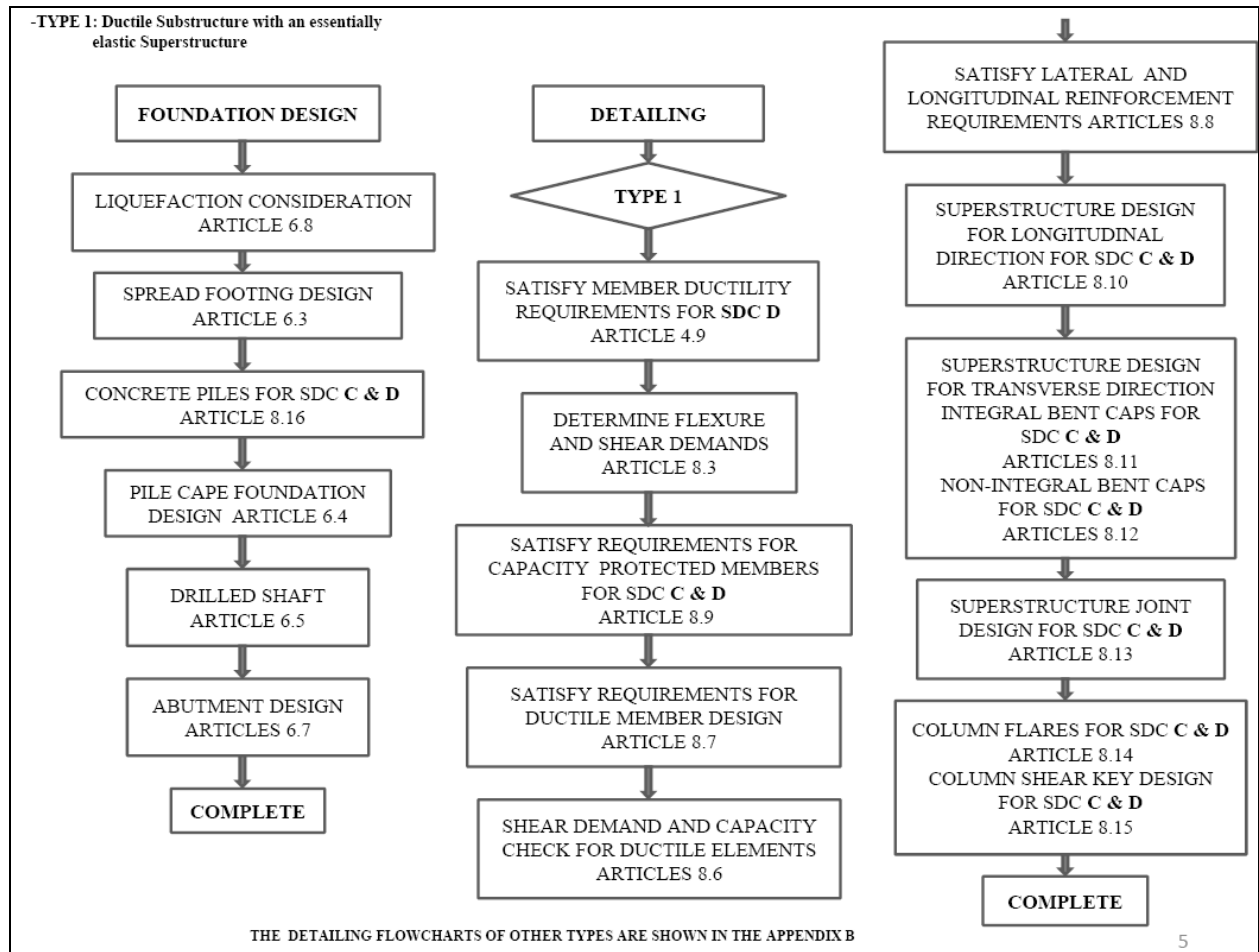 -TYPE 1: Ductile Substructure with an essentially
elastic Superstructure
FOUNDATION DESIGN
LIQUEFACTION CONSIDERATION
ARTICLE 6.8
SPREAD FOOTING DESIGN
ARTICLE 6.3
CONCRETE PILES FOR SDC C & D
ARTICLE 8.16
PILE CAPE FOUNDATION
DESIGN ARTICLE 6.4
DRILLED SHAFT
ARTICLE 6.5
ABUTMENT DESIGN
ARTICLES 6.7
COMPLETE
DETAILING
TYPE 1
SATISFY MEMBER DUCTILITY
REQUIREMENTS FOR SDC D
ARTICLE 4.9
DETERMINE FLEXURE
AND SHEAR DEMANDS
ARTICLE 8.3
SATISFY REQUIREMENTS FOR
CAPACITY PROTECTED MEMBERS
FOR SDC C & D
ARTICLE 8.9
SATISFY REQUIREMENTS FOR
DUCTILE MEMBER DESIGN
ARTICLE 8.7
SHEAR DEMAND AND CAPACITY
CHECK FOR DUCTILE ELEMENTS
ARTICLES 8.6
SATISFY LATERAL AND
LONGITUDINAL REINFORCEMENT
REQUIREMENTS ARTICLES 8.8
SUPERSTRUCTURE DESIGN
FOR LONGITUDINAL
DIRECTION FOR SDC C & D
ARTICLE 8.10
SUPERSTRUCTURE DESIGN
FOR TRANSVERSE DIRECTION
INTEGRAL BENT CAPS FOR
SDC C & D
ARTICLES 8.11
NON-INTEGRAL BENT CAPS
FOR SDC C & D
ARTICLES 8.12
SUPERSTRUCTURE JOINT
DESIGN FOR SDC C & D
ARTICLE 8.13
COLUMN FLARES FOR SDC C & D
ARTICLE 8.14
COLUMN SHEAR KEY DESIGN
FOR SDC C & D
ARTICLE 8.15
COMPLETE
THE DETAILING FLOWCHARTS OF OTHER TYPES ARE SHOWN IN THE APPENDIX B
5